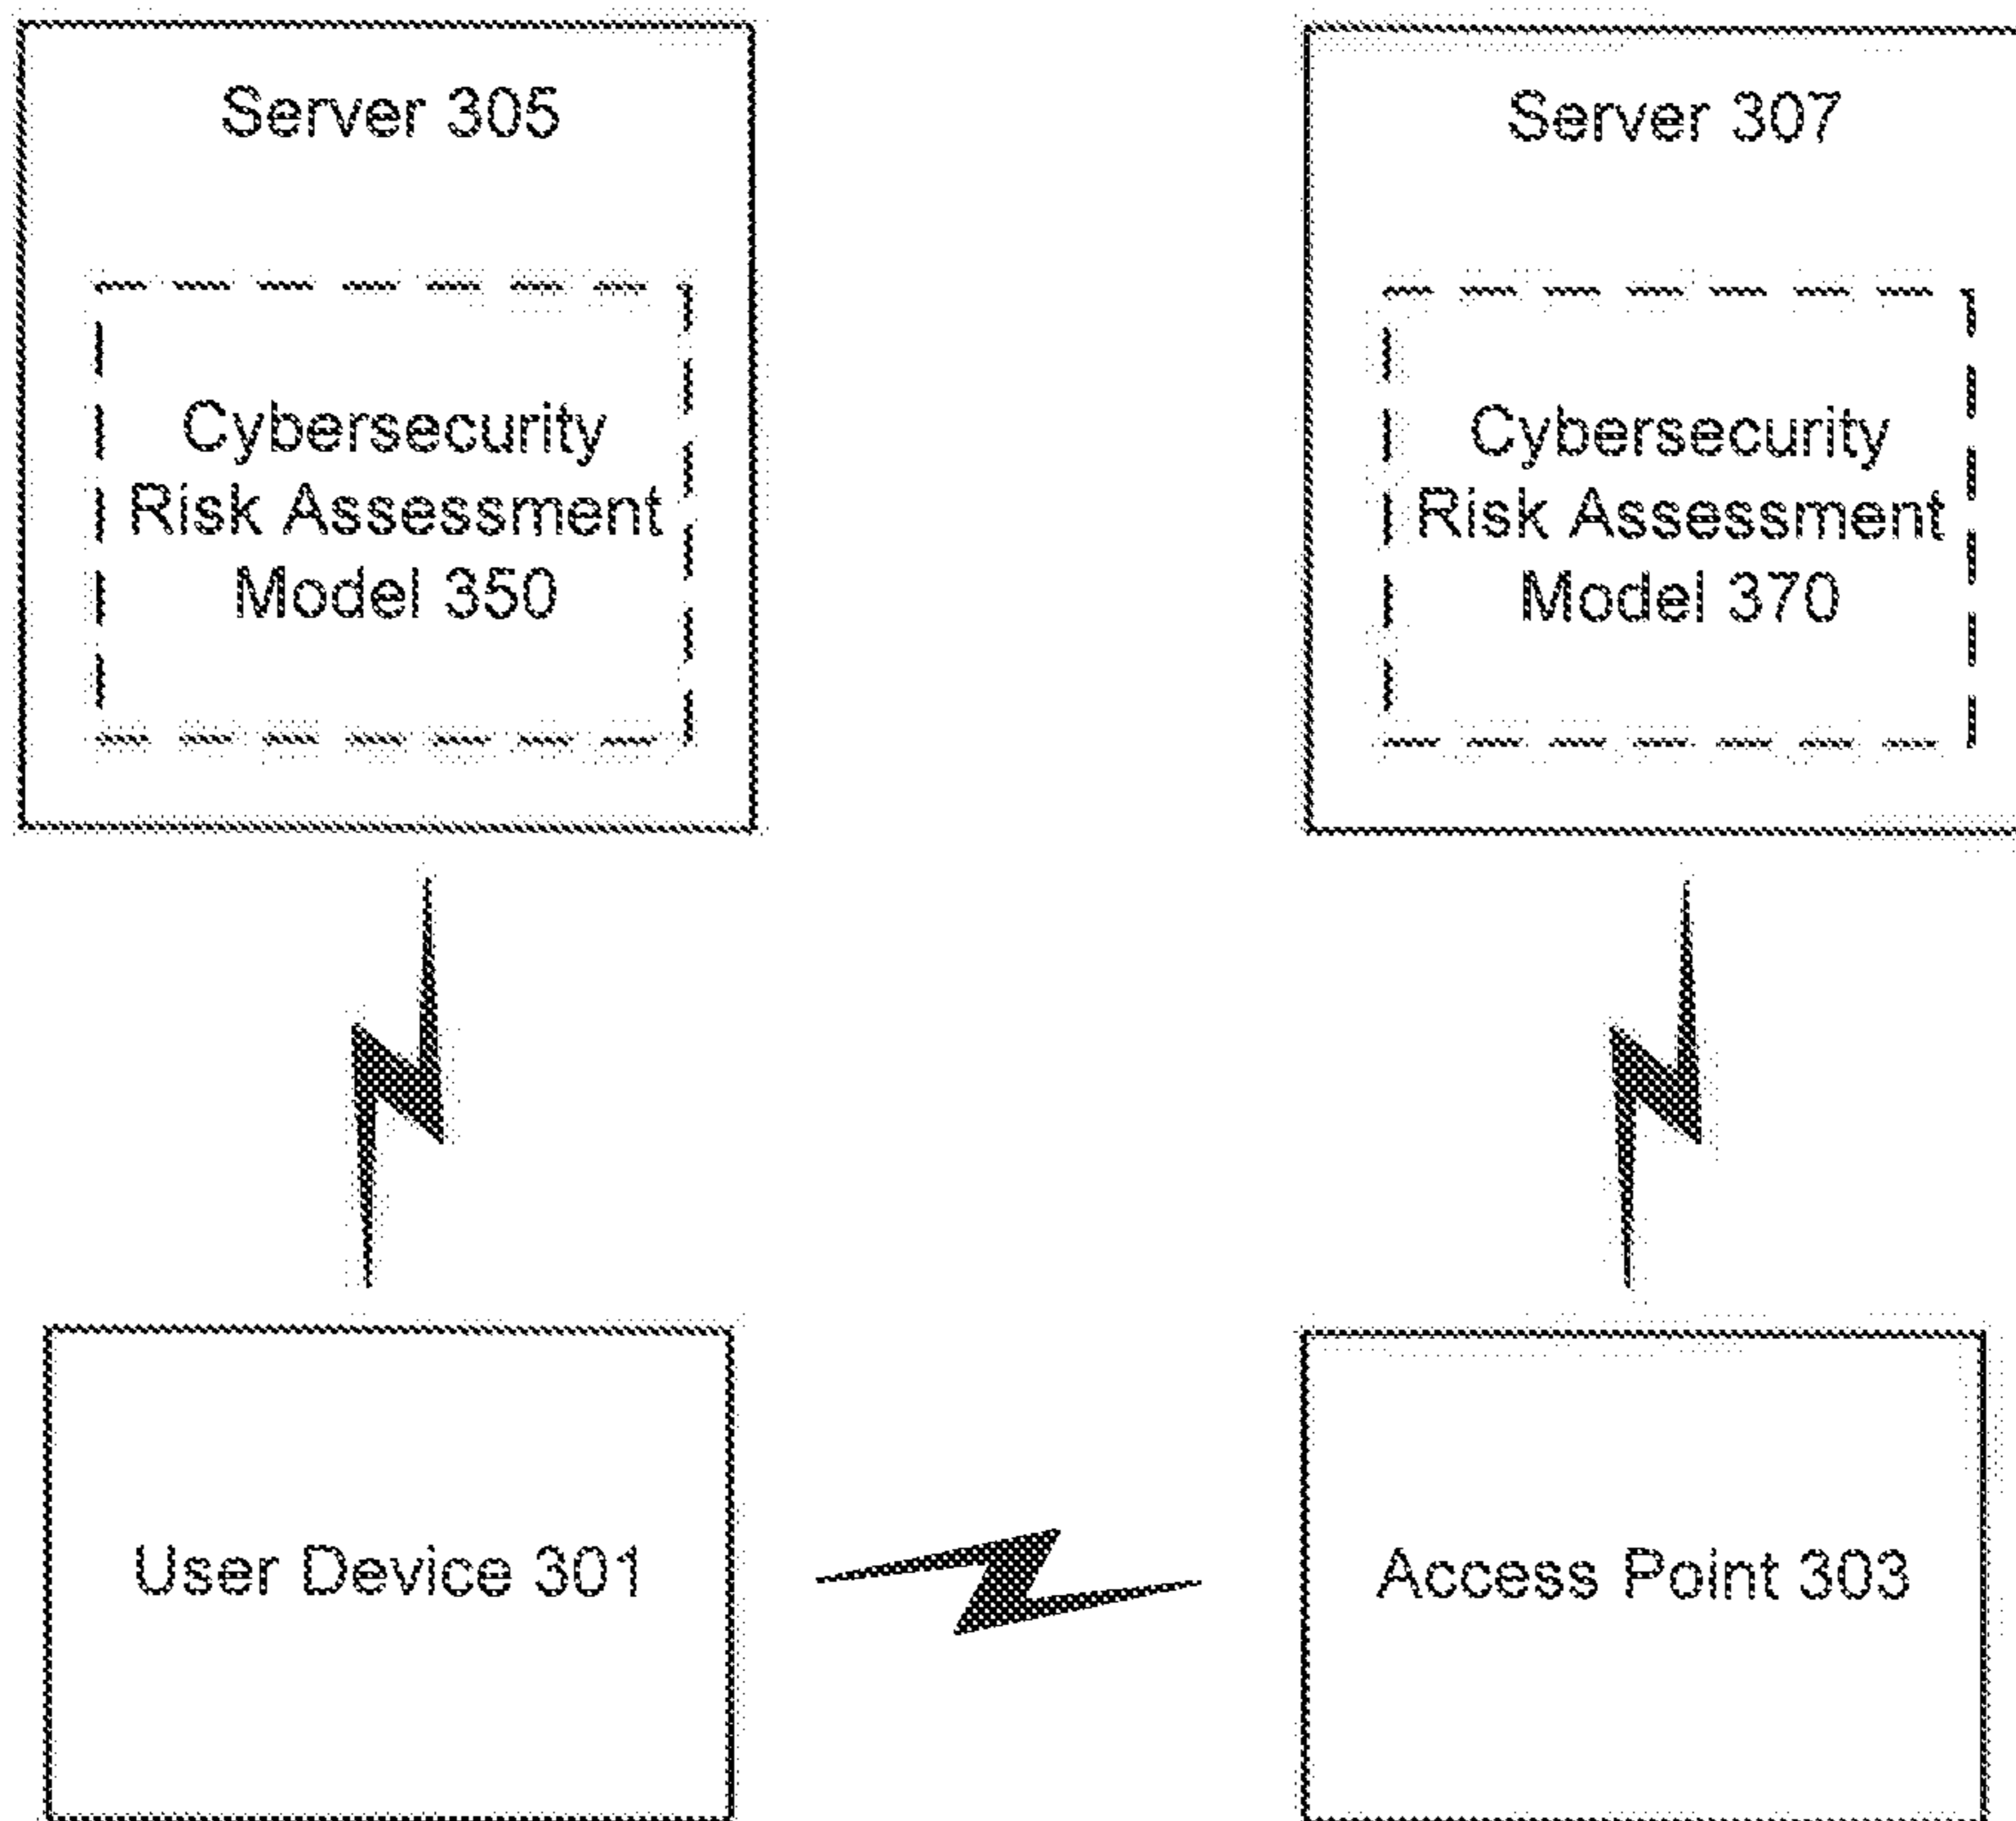 Server 305
Cybersecurity
Risk Assessment
Model 350
Server 307
Cybersecurity
Risk Assessment
Model 370
User Device 301
Access Point 303